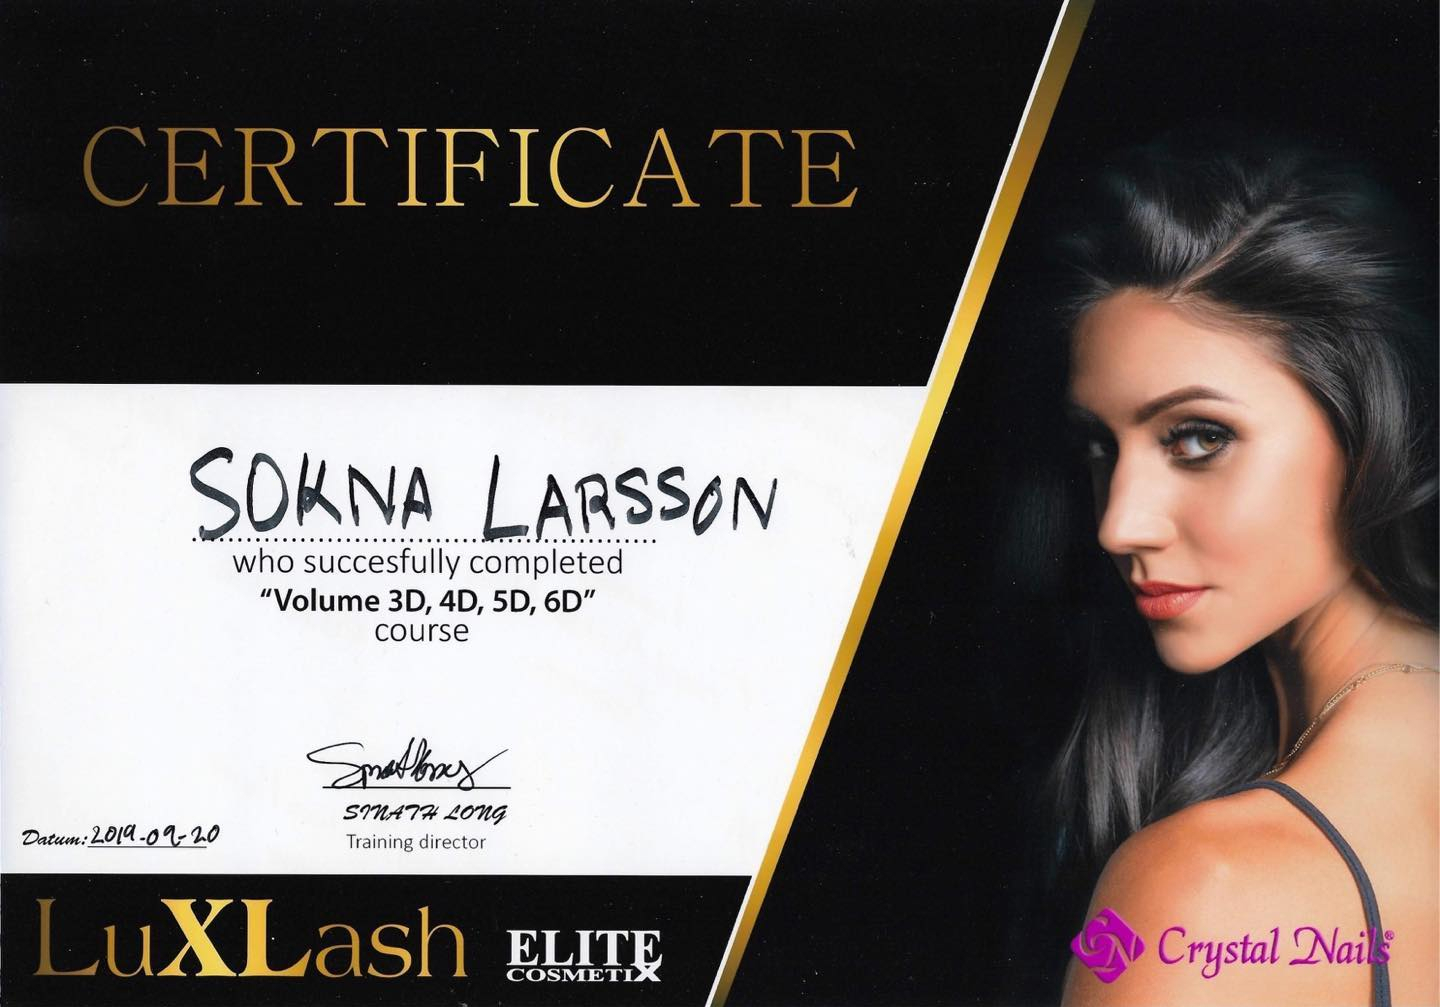 CERTIFICATE
SOKNA LARSSON
who succesfully completed
“Volume 3D, 4D, 5D, 6D”
course
SINATH LONG
Training director
Datum: 2019-09-20
LuXLash
ELITE
COSMETIX
Crystal Nails®